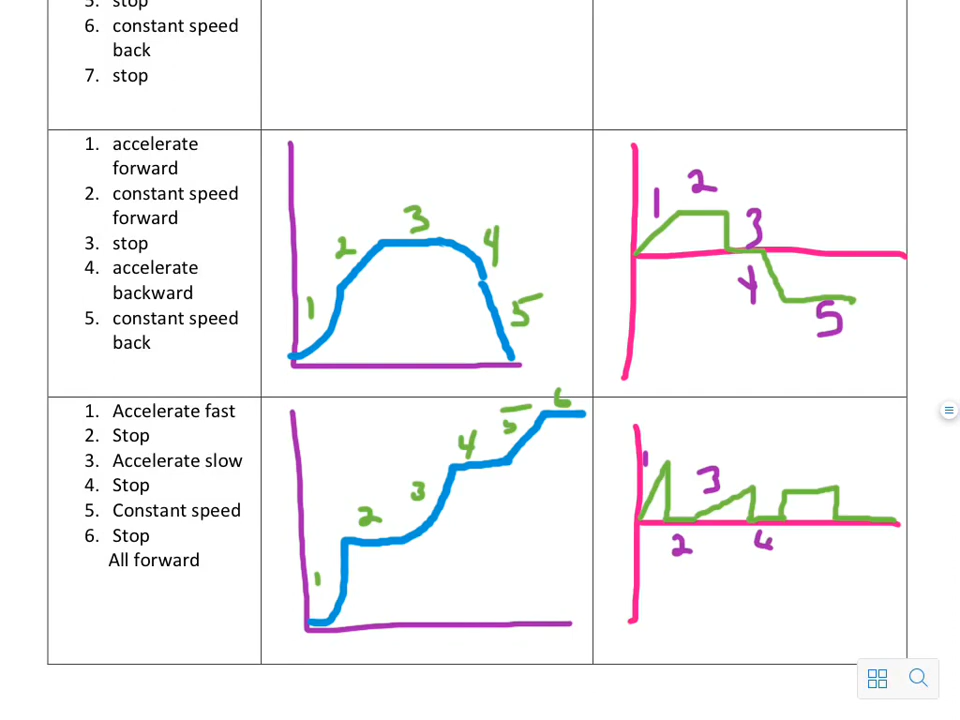 5. stop
6. constant speed
back
7. stop
1. accelerate
forward
2. constant speed
forward
3. stop
4. accelerate
backward
5. constant speed
back
1
2
3
4
5
1
2
3
4
5
1. Accelerate fast
2. Stop
3. Accelerate slow
4. Stop
5. Constant speed
6. Stop
All forward
1
2
3
4
5
6
1
2
3
4